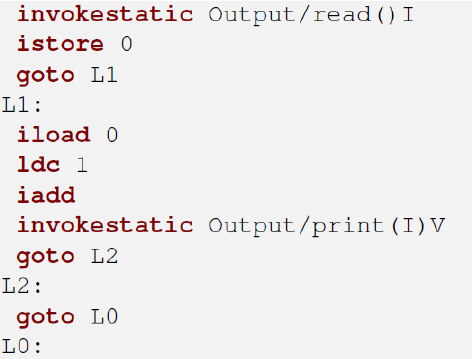 invokestatic Output/read()I
istore 0
goto L1
L1:
iload 0
ldc 1
iadd
invokestatic Output/print(I)V
goto L2
L2:
goto L0
L0: